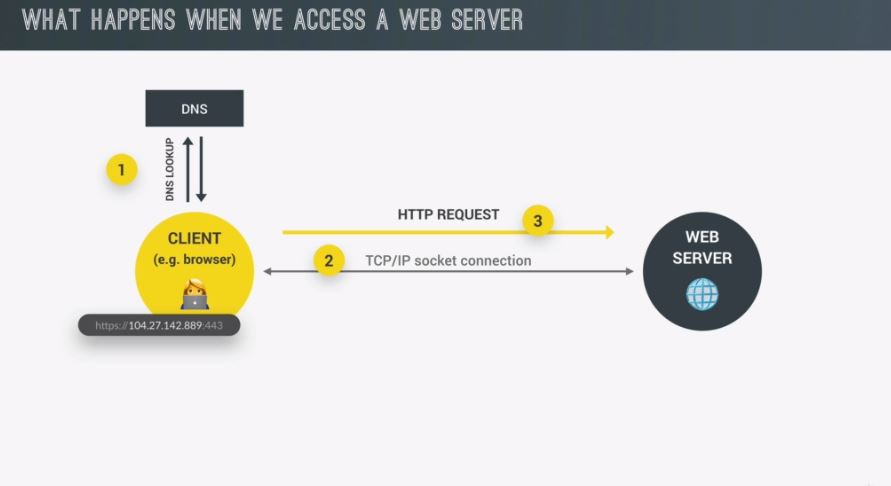 WHAT HAPPENS WHEN WE ACCESS A WEB SERVER
DNS
DNS LOOKUP
1
CLIENT
(e.g. browser)
https://104.27.142.889:443
HTTP REQUEST
3
2
TCP/IP socket connection
WEB
SERVER